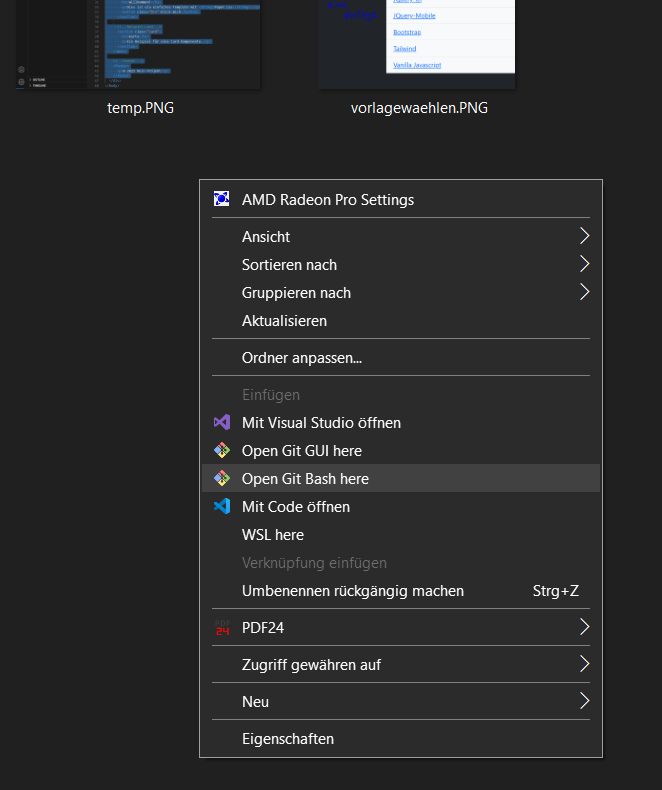 JQuery-Mobile
Bootstrap
Tailwind
Vanilla Javascript
temp.PNG
vorlagewaehlen.PNG
AMD Radeon Pro Settings
Ansicht
Sortieren nach
Gruppieren nach
Aktualisieren
Ordner anpassen...
Einfügen
Mit Visual Studio öffnen
Open Git GUI here
Open Git Bash here
Mit Code öffnen
WSL here
Verknüpfung einfügen
Umbenennen rückgängig machen Strg+Z
PDF24
Zugriff gewähren auf
Neu
Eigenschaften